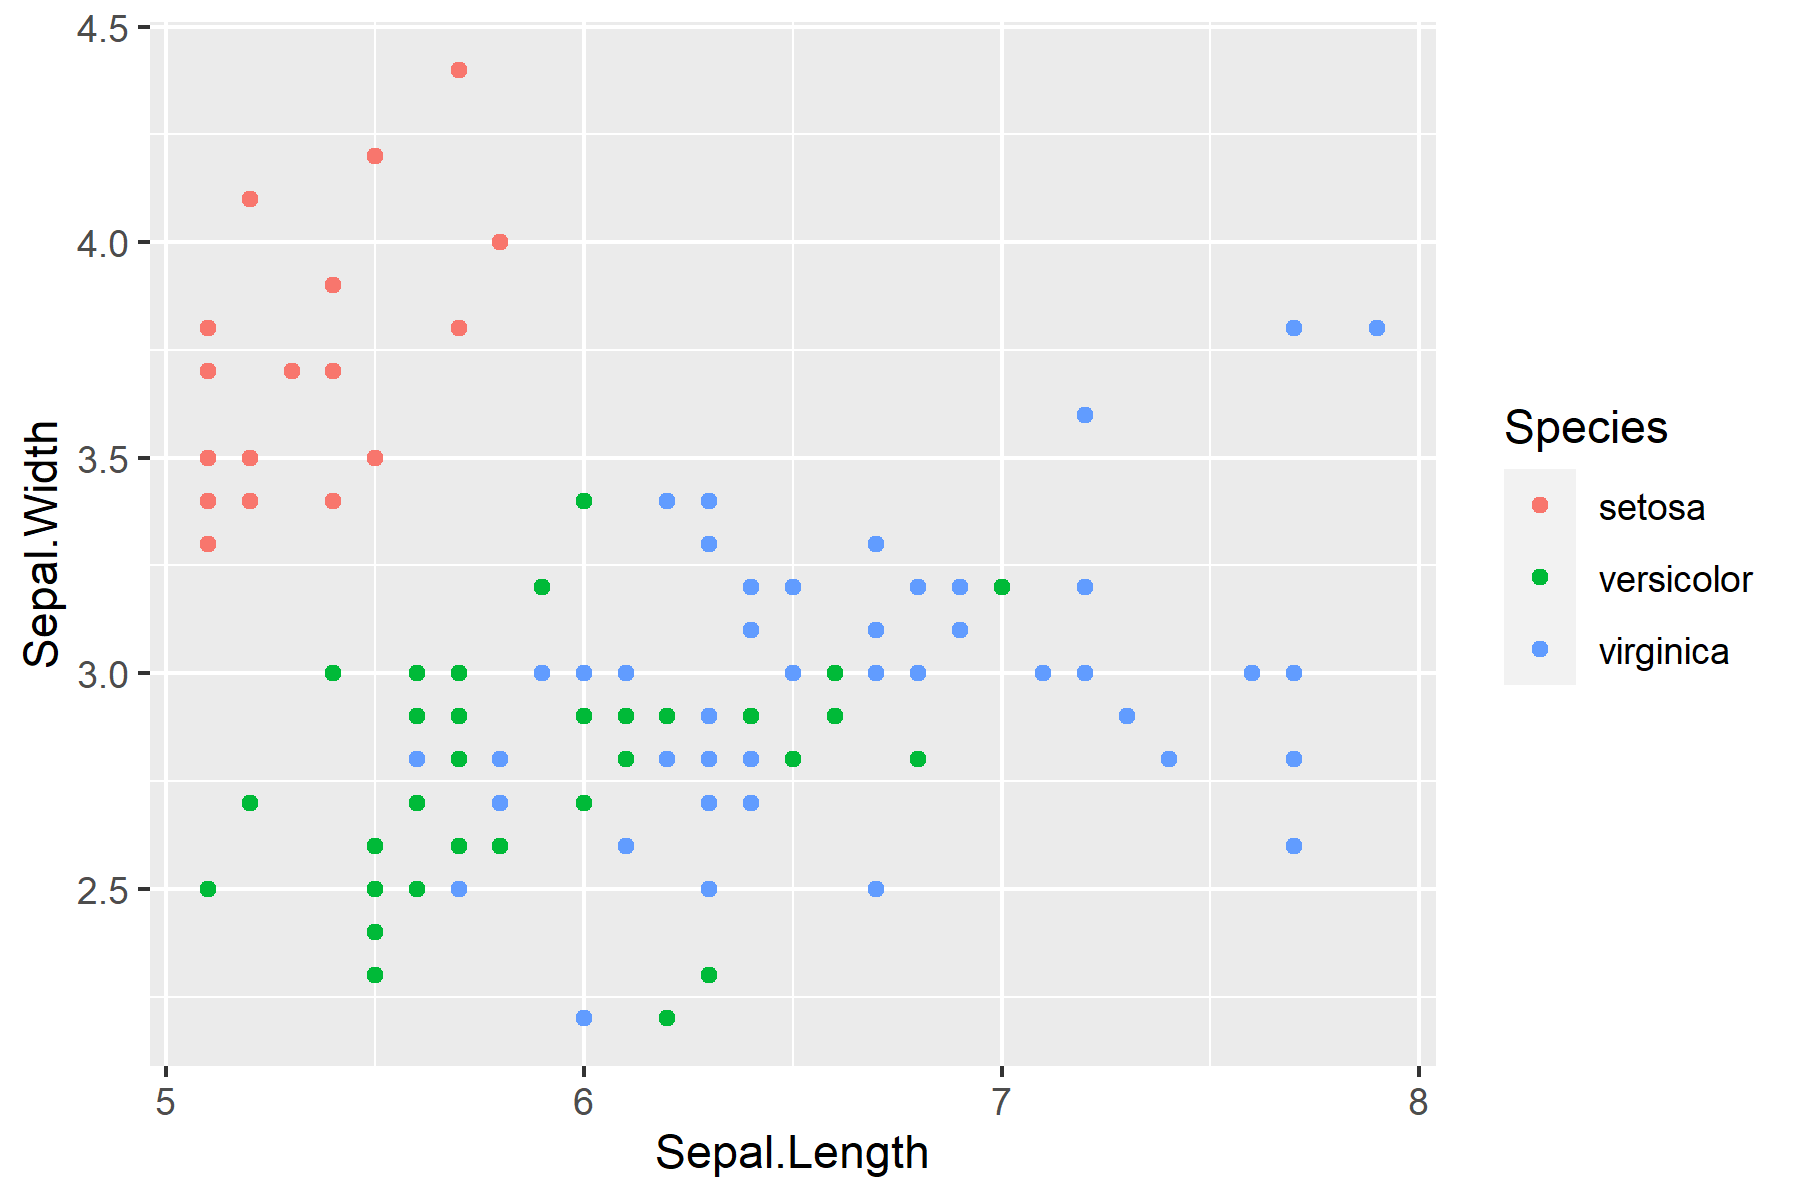 4.5
4.0
3.5
3.0
2.5
Sepal.Width
5 6 7 8
Sepal.Length
Species
setosa
versicolor
virginica